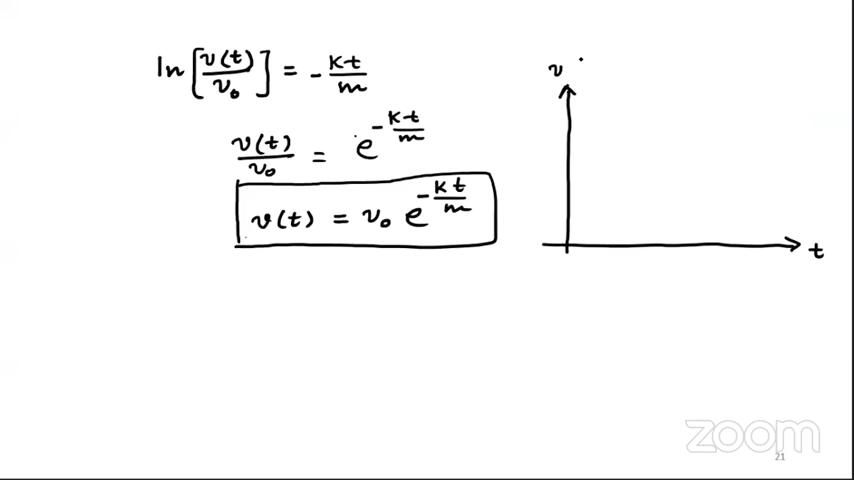 ln[v(t)/v₀] = -kt/m
v(t)/v₀ = e^(-kt/m)
v(t) = v₀ e^(-kt/m)
v
t
zoom
21